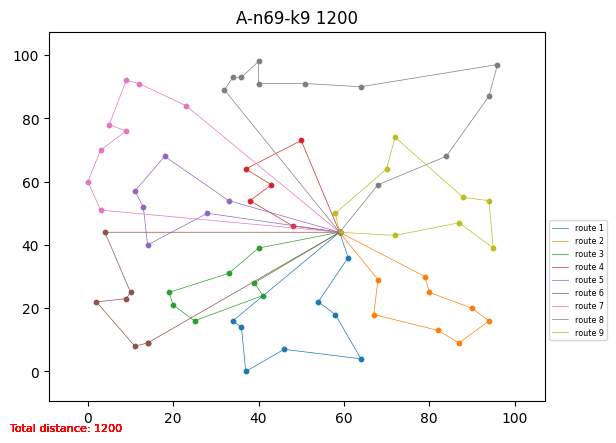 A-n69-k9 1200
100
80
60
40
20
0
0 20 40 60 80 100
route 1
route 2
route 3
route 4
route 5
route 6
route 7
route 8
route 9
Total distance: 1200